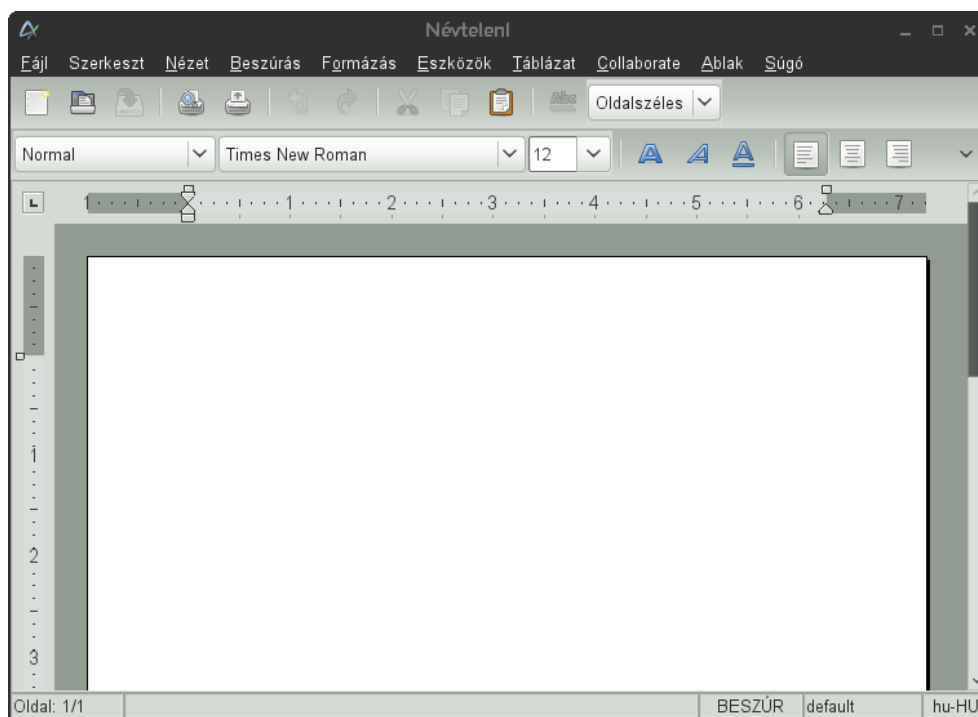 Névtelen1
Fájl Szerkeszt Nézet Beszúrás Formázás Eszközök Táblázat Collaborate Ablak Súgó
Abc Oldalszéles
Normal Times New Roman 12 A A A
L 1 1 2 3 4 5 6 7
1
2
3
Oldal: 1/1 BESZÚR default hu-HU